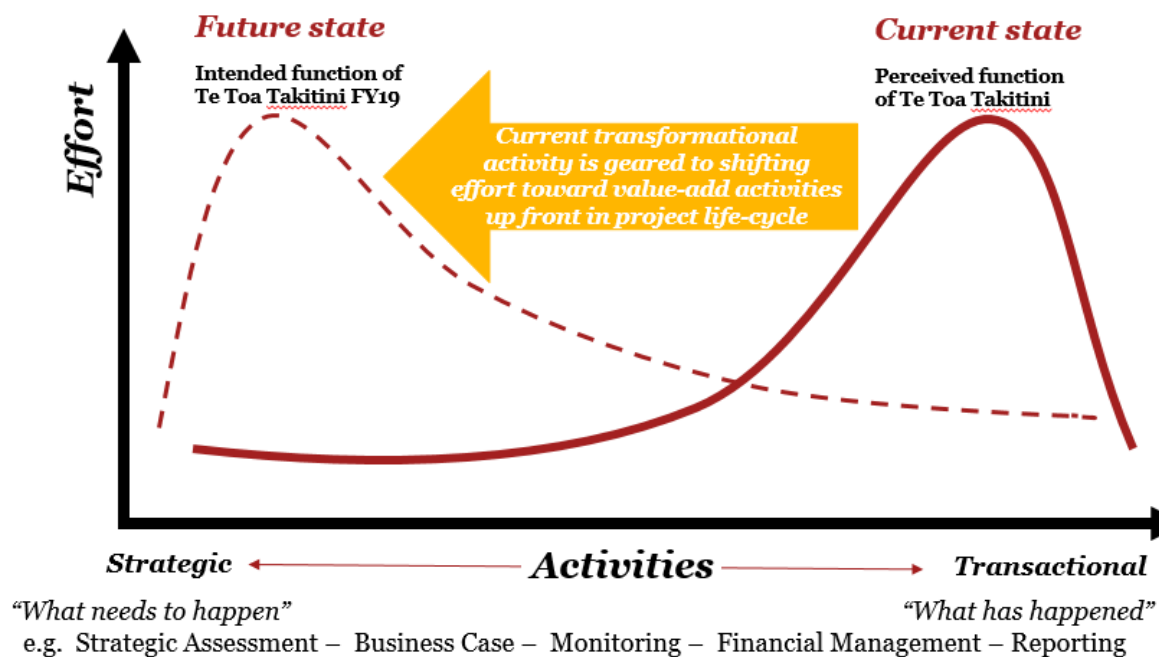 Future state
Intended function of
Te Toa Takitini FY19
Current state
Perceived function
of Te Toa Takitini
Current transformational
activity is geared to shifting
effort toward value-add activities
up front in project life-cycle
Effort
Strategic
Activities
Transactional
“What needs to happen”
“What has happened”
e.g. Strategic Assessment – Business Case – Monitoring – Financial Management – Reporting